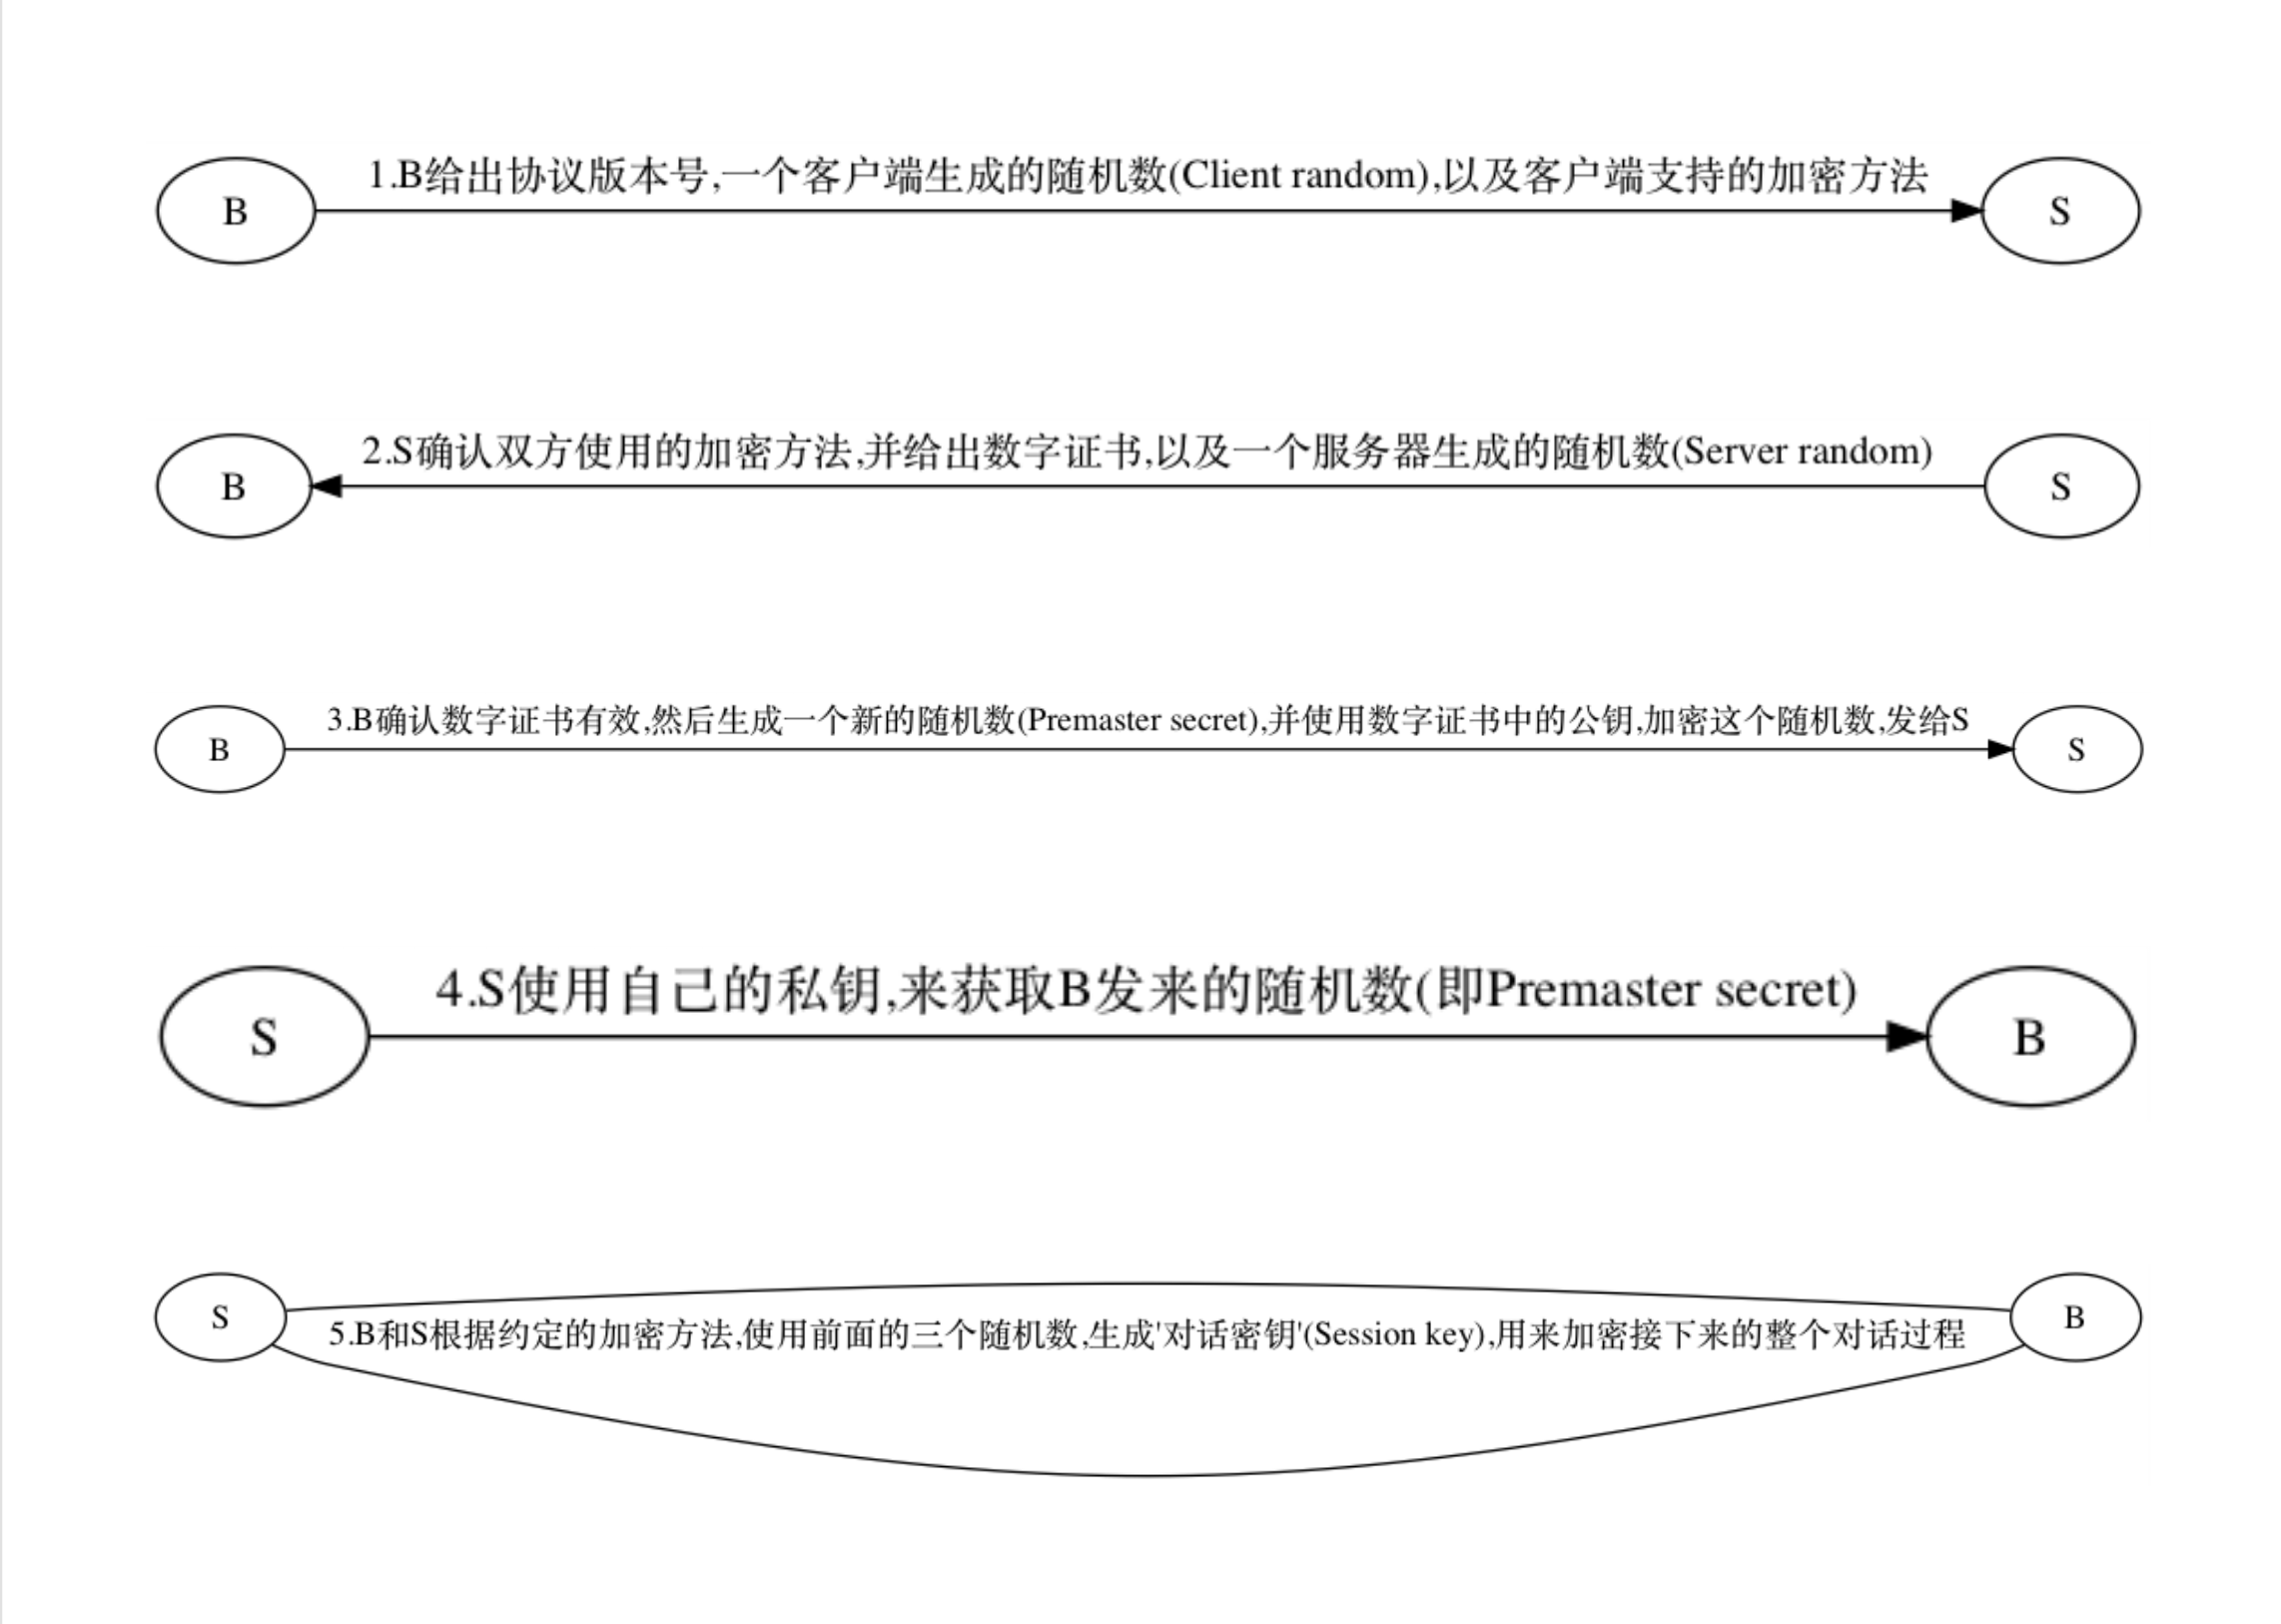 1.B给出协议版本号,一个客户端生成的随机数(Client random),以及客户端支持的加密方法
B
S
2.S确认双方使用的加密方法,并给出数字证书,以及一个服务器生成的随机数(Server random)
B
S
3.B确认数字证书有效,然后生成一个新的随机数(Premaster secret),并使用数字证书中的公钥,加密这个随机数,发给S
B
S
4.S使用自己的私钥,来获取B发来的随机数(即Premaster secret)
S
B
S
B
5.B和S根据约定的加密方法,使用前面的三个随机数,生成'对话密钥'(Session key),用来加密接下来的整个对话过程